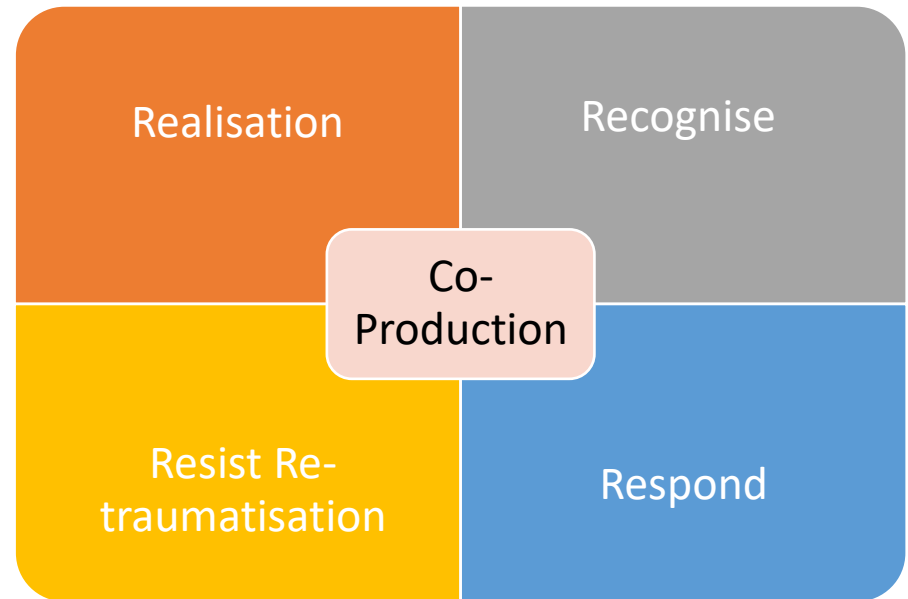 Realisation
Recognise
Co-
Production
Resist Re-
traumatisation
Respond